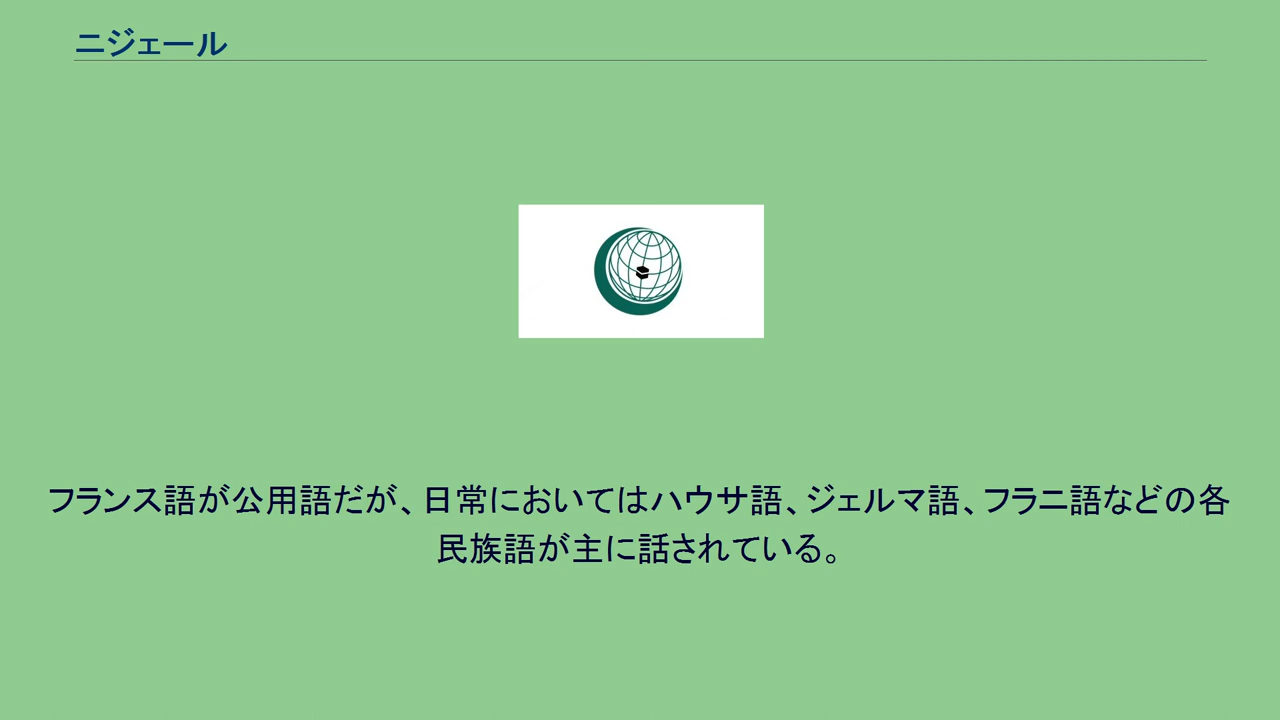 ニジェール
フランス語が公用語だが、日常においてはハウサ語、ジェルマ語、フラニ語などの各
民族語が主に話されている。